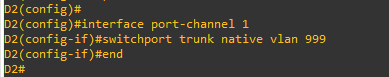 D2(config)#
D2(config)#interface port-channel 1
D2(config-if)#switchport trunk native vlan 999
D2(config-if)#end
D2#